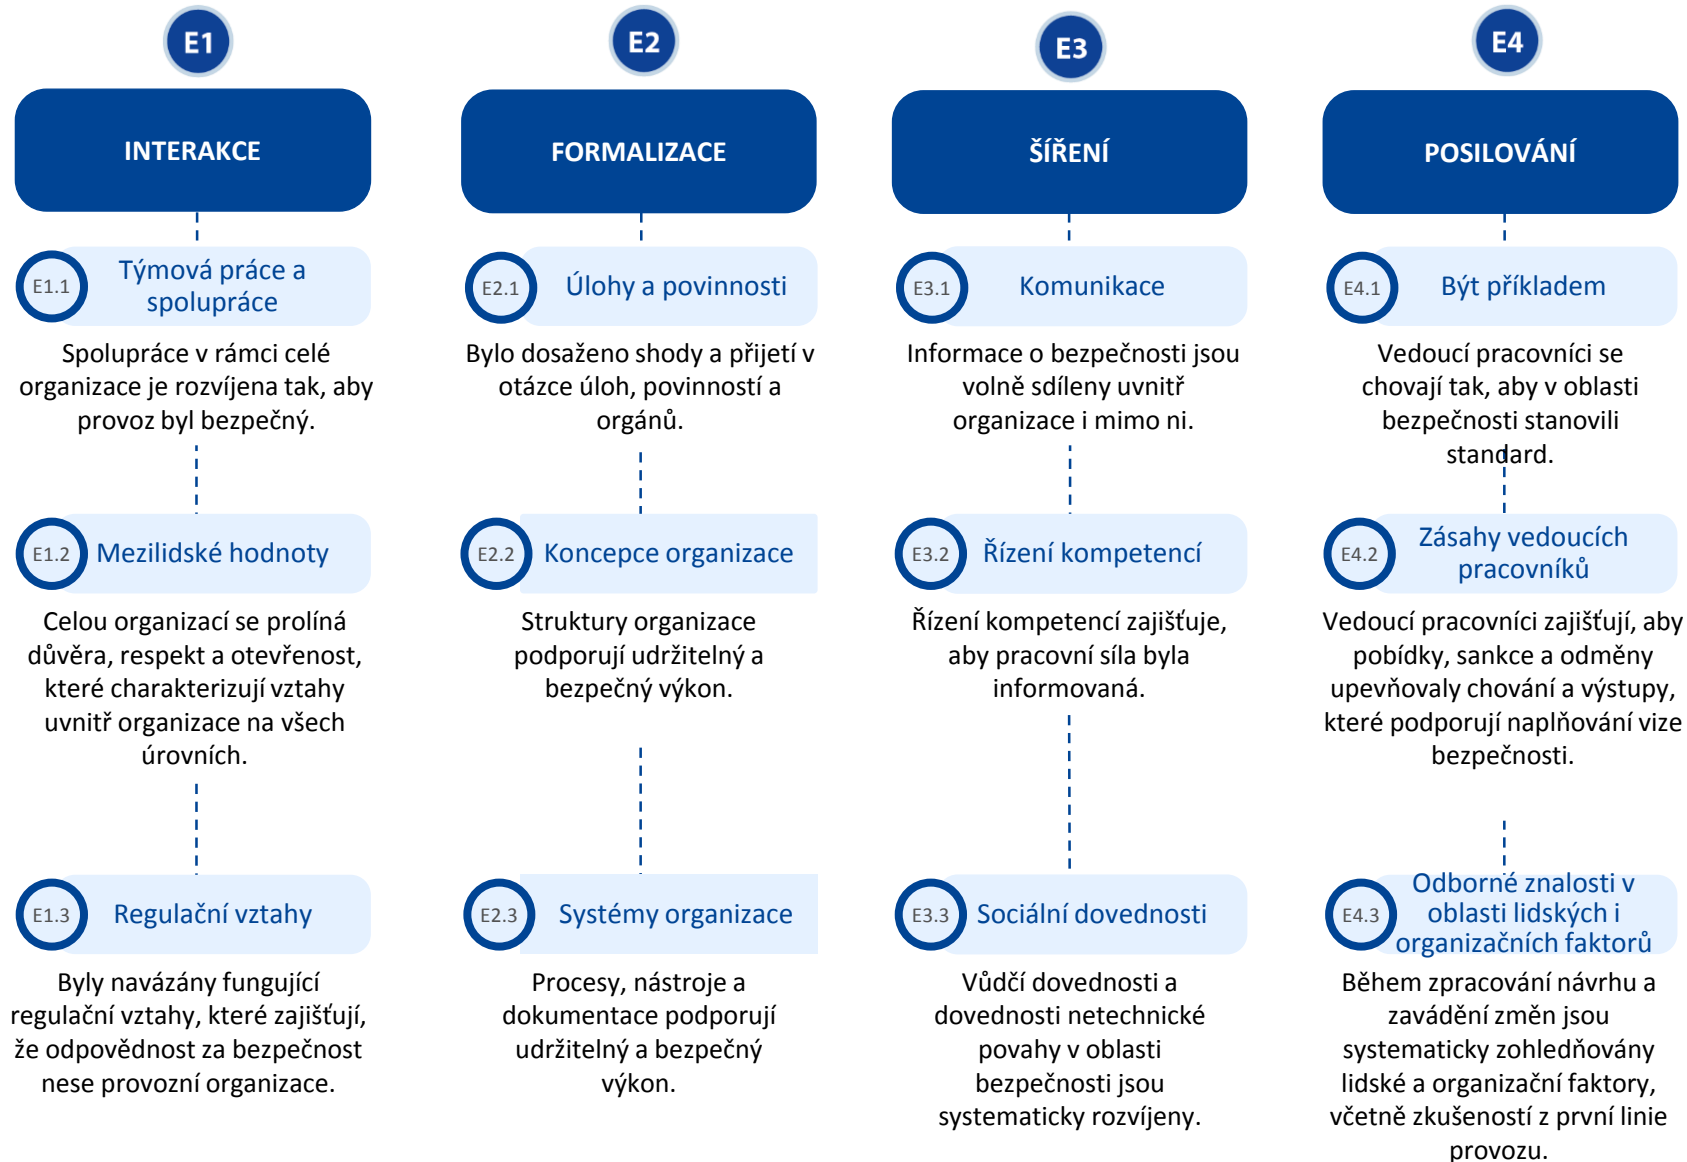 E1
INTERAKCE
E1.1
Týmová práce a
spolupráce
Spolupráce v rámci celé
organizace je rozvíjena tak, aby
provoz byl bezpečný.
E1.2
Mezilidské hodnoty
Celou organizací se prolíná
důvěra, respekt a otevřenost,
které charakterizují vztahy
uvnitř organizace na všech
úrovních.
E1.3
Regulační vztahy
Byly navázány fungující
regulační vztahy, které zajišťují,
že odpovědnost za bezpečnost
nese provozní organizace.
E2
FORMALIZACE
E2.1
Úlohy a povinnosti
Bylo dosaženo shody a přijetí v
otázce úloh, povinností a
orgánů.
E2.2
Koncepce organizace
Struktury organizace
podporují udržitelný a
bezpečný výkon.
E2.3
Systémy organizace
Procesy, nástroje a
dokumentace podporují
udržitelný a bezpečný
výkon.
E3
ŠÍŘENÍ
E3.1
Komunikace
Informace o bezpečnosti jsou
volně sdíleny uvnitř
organizace i mimo ni.
E3.2
Řízení kompetencí
Řízení kompetencí zajišťuje,
aby pracovní síla byla
informovaná.
E3.3
Sociální dovednosti
Vůdčí dovednosti a
dovednosti netechnické
povahy v oblasti
bezpečnosti jsou
systematicky rozvíjeny.
E4
POSILOVÁNÍ
E4.1
Být příkladem
Vedoucí pracovníci se
chovají tak, aby v oblasti
bezpečnosti stanovili
standard.
E4.2
Zásahy vedoucích
pracovníků
Vedoucí pracovníci zajišťují, aby
pobídky, sankce a odměny
upevňovaly chování a výstupy,
které podporují naplňování vize
bezpečnosti.
E4.3
Odborné znalosti v
oblasti lidských i
organizačních faktorů
Během zpracování návrhu a
zavádění změn jsou
systematicky zohledňovány
lidské a organizační faktory,
včetně zkušeností z první linie
provozu.